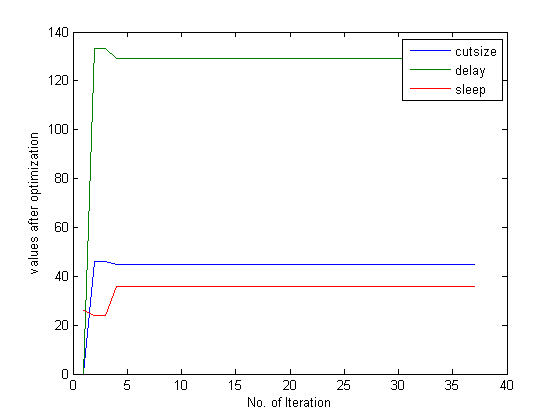 140
120
100
80
60
40
20
0
0 5 10 15 20 25 30 35 40
cutsize
delay
sleep
values after optimization
No. of Iteration